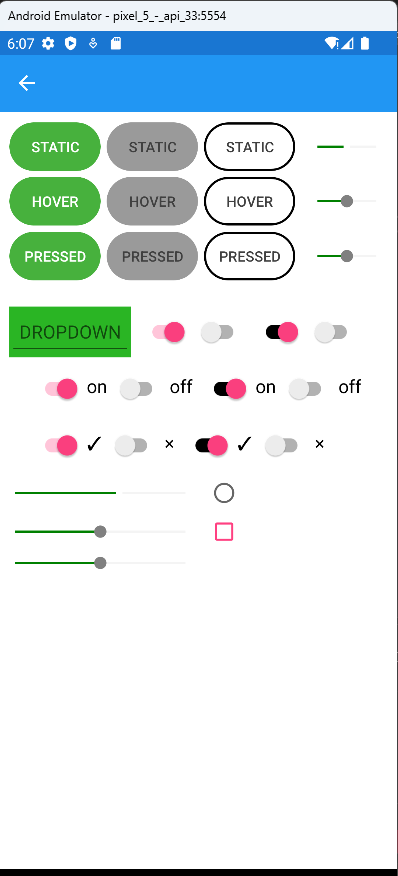 Android Emulator - pixel_5_-_api_33:5554
6:07
STATIC STATIC STATIC
HOVER HOVER HOVER
PRESSED PRESSED PRESSED
DROPDOWN
on off on off
✓ × ✓ ×